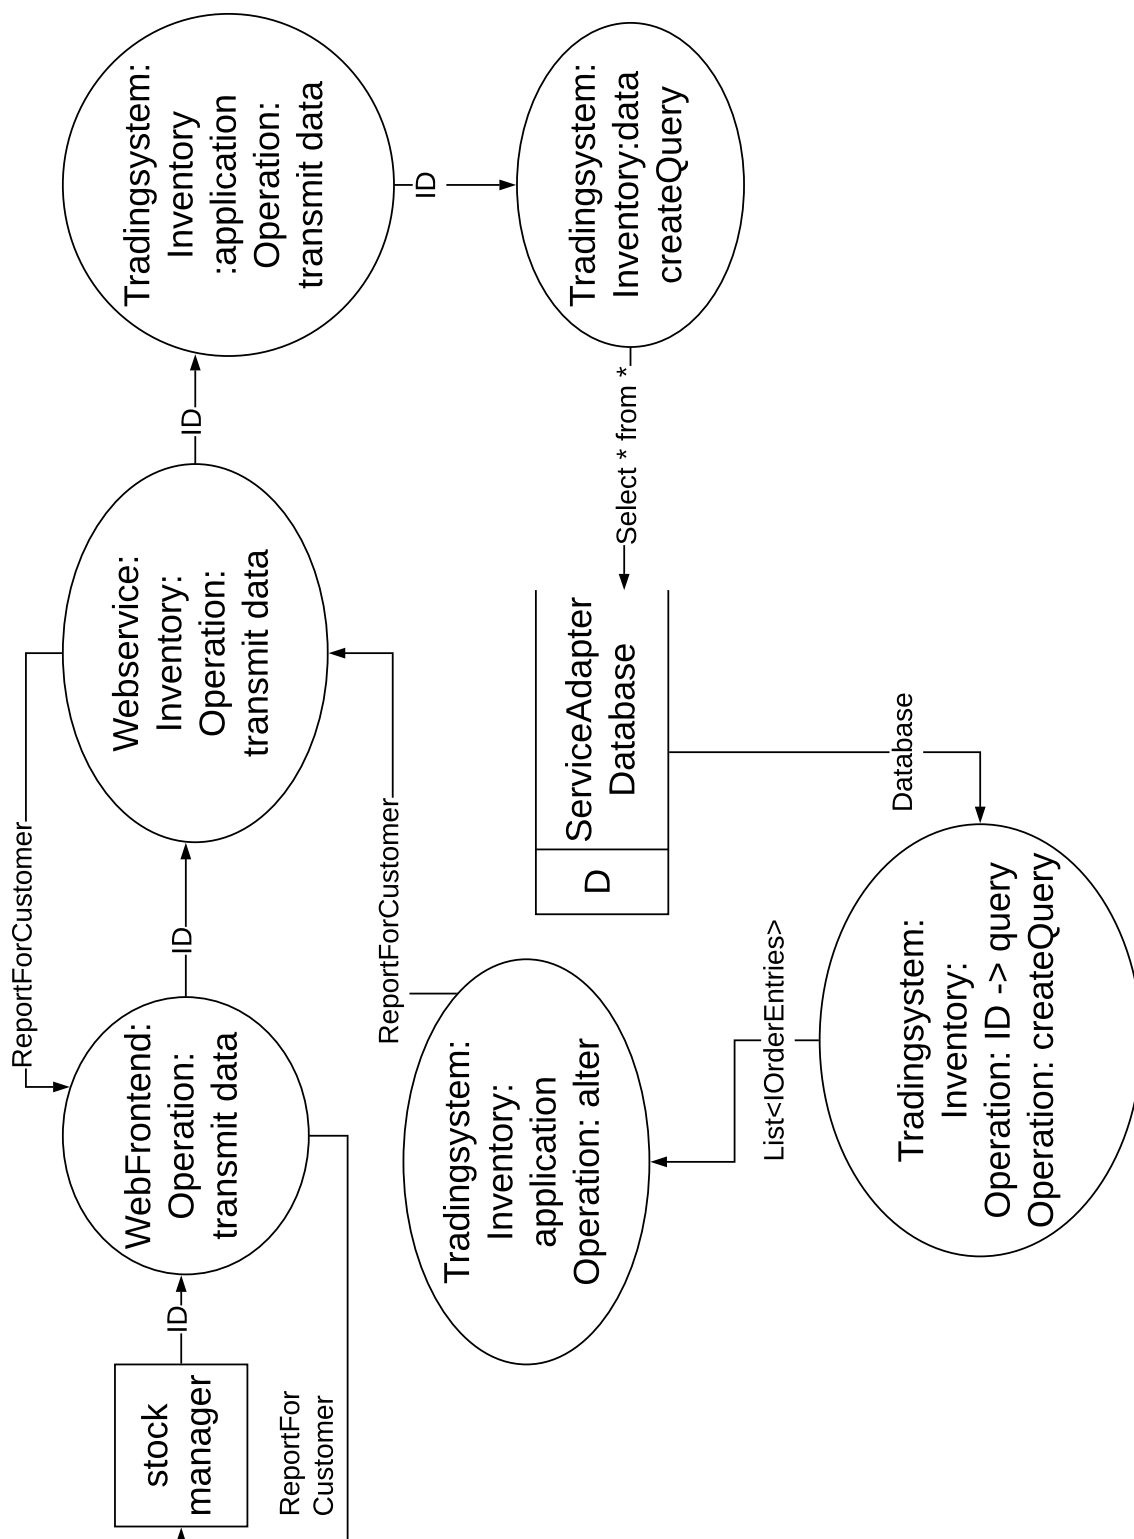 stock
manager
ID
WebFrontend:
Operation:
transmit data
ID
Webservice:
Inventory:
Operation:
transmit data
ID
Tradingsystem:
Inventory
:application
Operation:
transmit data
ID
Tradingsystem:
Inventory:data
createQuery
Select * from *
D
ServiceAdapter
Database
Database
Tradingsystem:
Inventory:
Operation: ID -> query
Operation: createQuery
List<IOrderEntries>
Tradingsystem:
Inventory:
application
Operation: alter
ReportForCustomer
ReportForCustomer
ReportFor
Customer